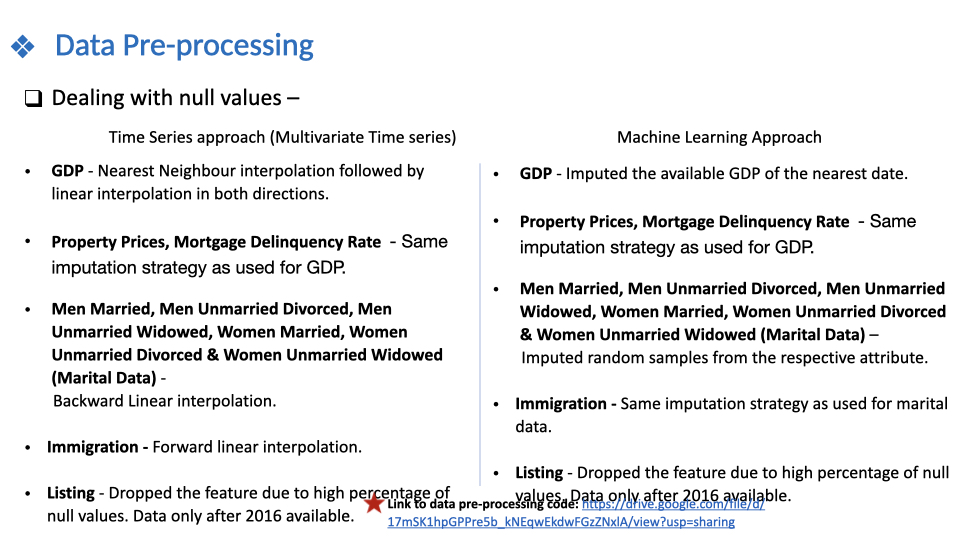 Data Pre-processing
Dealing with null values –
Time Series approach (Multivariate Time series)
• GDP - Nearest Neighbour interpolation followed by
linear interpolation in both directions.
• Property Prices, Mortgage Delinquency Rate - Same
imputation strategy as used for GDP.
• Men Married, Men Unmarried Divorced, Men
Unmarried Widowed, Women Married, Women
Unmarried Divorced & Women Unmarried Widowed
(Marital Data) -
Backward Linear interpolation.
• Immigration - Forward linear interpolation.
• Listing - Dropped the feature due to high percentage of
null values. Data only after 2016 available.
Machine Learning Approach
• GDP - Imputed the available GDP of the nearest date.
• Property Prices, Mortgage Delinquency Rate - Same
imputation strategy as used for GDP.
• Men Married, Men Unmarried Divorced, Men Unmarried
Widowed, Women Married, Women Unmarried Divorced
& Women Unmarried Widowed (Marital Data) –
Imputed random samples from the respective attribute.
• Immigration - Same imputation strategy as used for marital
data.
• Listing - Dropped the feature due to high percentage of null
values. Data only after 2016 available.
Link to data pre-processing code: https://drive.google.com/file/d/
17mSK1hpGPPre5b_kNEqwEkdwFGzZNxlA/view?usp=sharing